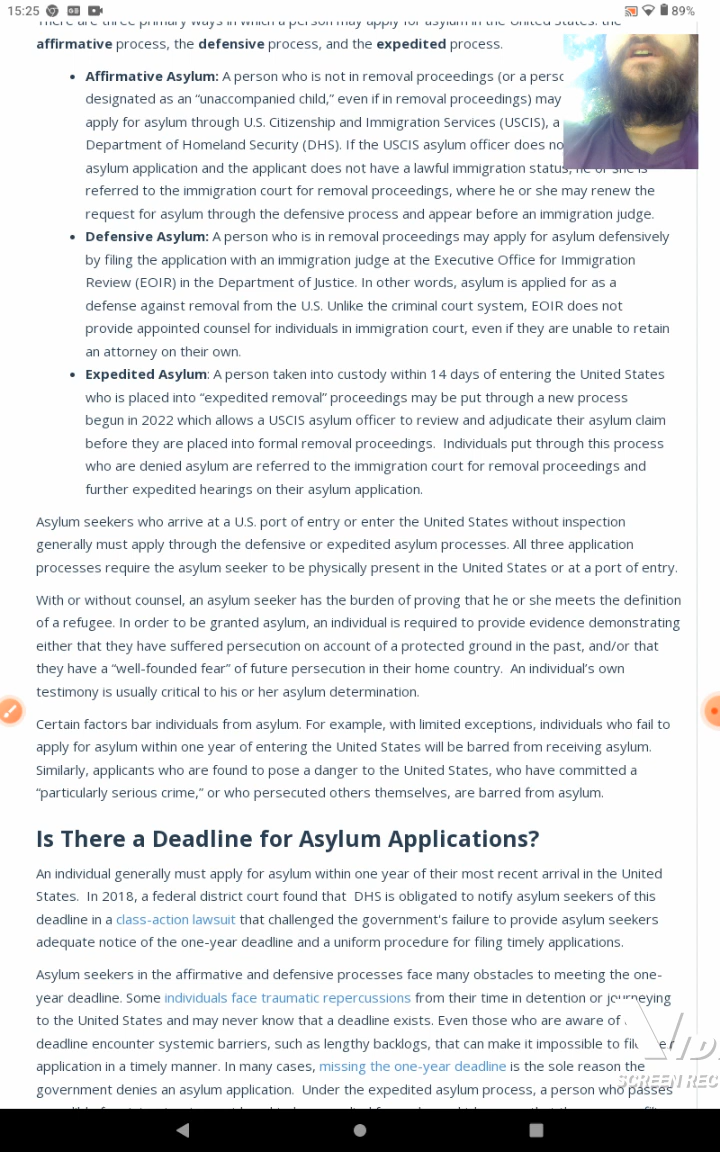 15:25
89%
There are three primary ways in which a person may apply for asylum in the United States: the
affirmative process, the defensive process, and the expedited process.
• Affirmative Asylum: A person who is not in removal proceedings (or a
designated as an “unaccompanied child,” even if in removal proceedings) may
apply for asylum through U.S. Citizenship and Immigration Services (USCIS), a
Department of Homeland Security (DHS). If the USCIS asylum officer does
asylum application and the applicant does not have a lawful immigration status, he or she is
referred to the immigration court for removal proceedings, where he or she may renew the
request for asylum through the defensive process and appear before an immigration judge.
• Defensive Asylum: A person who is in removal proceedings may apply for asylum defensively
by filing the application with an immigration judge at the Executive Office for Immigration
Review (EOIR) in the Department of Justice. In other words, asylum is applied for as a
defense against removal from the U.S. Unlike the criminal court system, EOIR does not
provide appointed counsel for individuals in immigration court, even if they are unable to retain
an attorney on their own.
• Expedited Asylum: A person taken into custody within 14 days of entering the United States
who is placed into “expedited removal” proceedings may be put through a new process
begun in 2022 which allows a USCIS asylum officer to review and adjudicate their asylum claim
before they are placed into formal removal proceedings. Individuals put through this process
who are denied asylum are referred to the immigration court for removal proceedings and
further expedited hearings on their asylum application.
Asylum seekers who arrive at a U.S. port of entry or enter the United States without inspection
generally must apply through the defensive or expedited asylum processes. All three application
processes require the asylum seeker to be physically present in the United States or at a port of entry.
With or without counsel, an asylum seeker has the burden of proving that he or she meets the definition
of a refugee. In order to be granted asylum, an individual is required to provide evidence demonstrating
either that they have suffered persecution on account of a protected ground in the past, and/or that
they have a “well-founded fear” of future persecution in their home country. An individual’s own
testimony is usually critical to his or her asylum determination.
Certain factors bar individuals from asylum. For example, with limited exceptions, individuals who fail to
apply for asylum within one year of entering the United States will be barred from receiving asylum.
Similarly, applicants who are found to pose a danger to the United States, who have committed a
“particularly serious crime,” or who persecuted others themselves, are barred from asylum.
Is There a Deadline for Asylum Applications?
An individual generally must apply for asylum within one year of their most recent arrival in the United
States. In 2018, a federal district court found that DHS is obligated to notify asylum seekers of this
deadline in a class-action lawsuit that challenged the government's failure to provide asylum seekers
adequate notice of the one-year deadline and a uniform procedure for filing timely applications.
Asylum seekers in the affirmative and defensive processes face many obstacles to meeting the one-
year deadline. Some individuals face traumatic repercussions from their time in detention or journeying
to the United States and may never know that a deadline exists. Even those who are aware of
deadline encounter systemic barriers, such as lengthy backlogs, that can make it impossible to
application in a timely manner. In many cases, missing the one-year deadline is the sole reason the
government denies an asylum application. Under the expedited asylum process, a person who passes
SCREEN REC